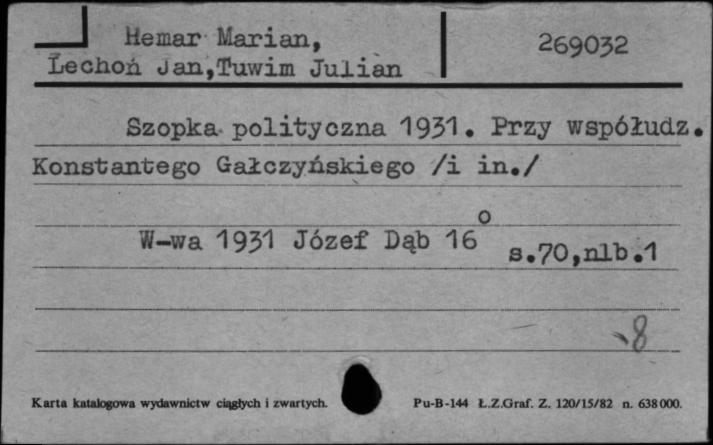 Hemar Marian,
Lechoń Jan,Tuwim Julian
269032
Szopka polityczna 1931. Przy współudz.
Konstantego Gałczyńskiego /i in./
W-wa 1931 Józef Dąb 16° s.70,nlb.1
8
Karta katalogowa wydawnictw ciągłych i zwartych.
Pu-B-144 Ł.Z.Graf. Z. 120/15/82 n. 638000.